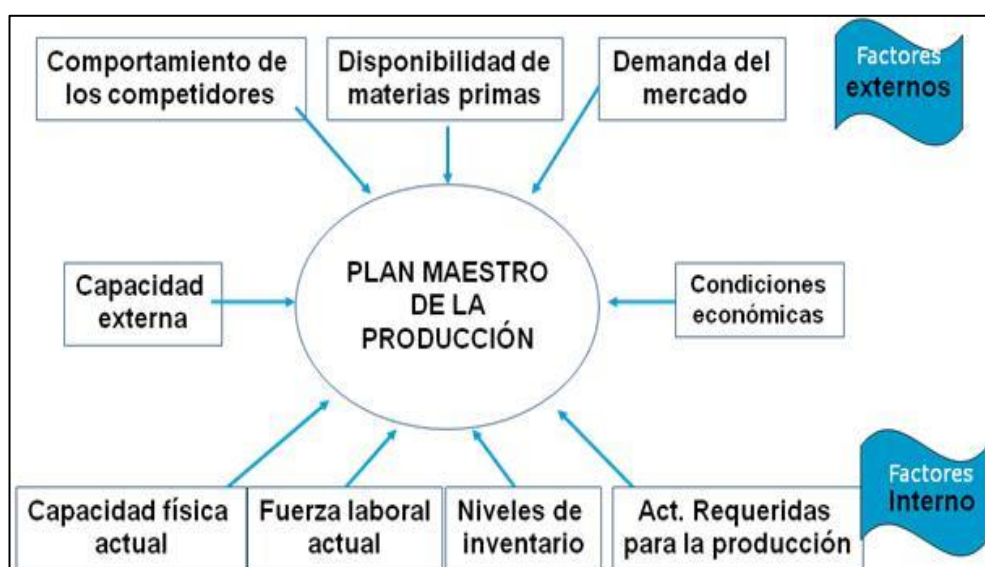 Comportamiento de
los competidores
Disponibilidad de
materias primas
Demanda del
mercado
Factores
externos
Capacidad
externa
PLAN MAESTRO
DE LA
PRODUCCIÓN
Condiciones
económicas
Capacidad física
actual
Fuerza laboral
actual
Niveles de
inventario
Act. Requeridas
para la producción
Factores
Interno